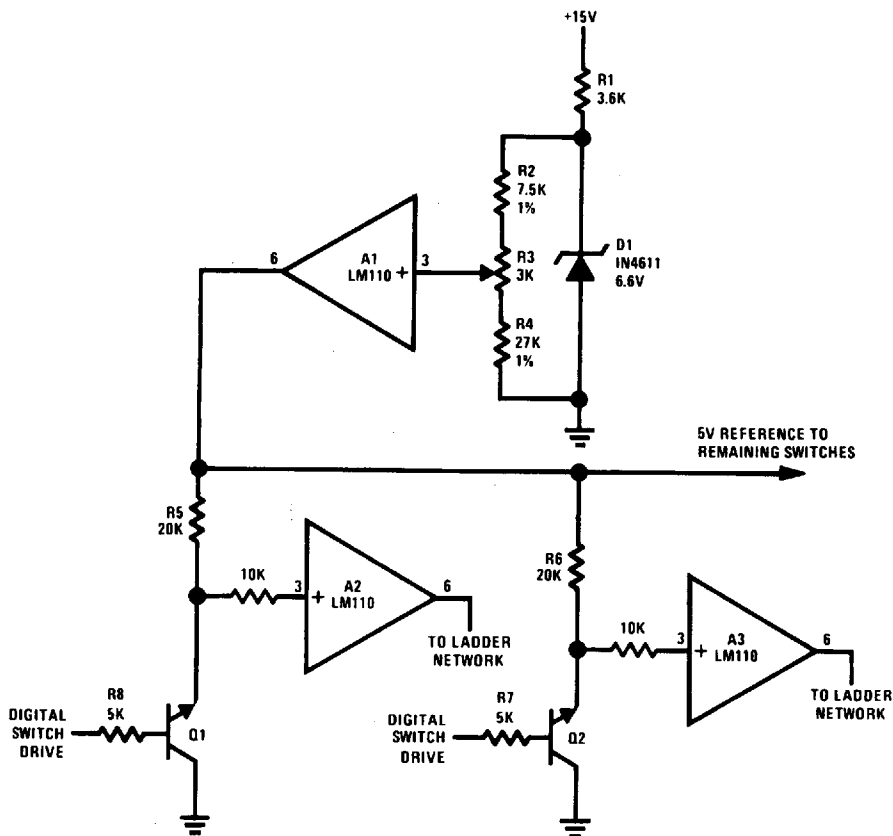 +15V
R1
3.6K
R2
7.5K
1%
R3
3K
R4
27K
1%
D1
IN4611
6.6V
6
A1
LM110
+
3
5V REFERENCE TO
REMAINING SWITCHES
R5
20K
10K
3
+
A2
LM110
6
TO LADDER
NETWORK
R6
20K
10K
3
+
A3
LM110
6
TO LADDER
NETWORK
DIGITAL
SWITCH
DRIVE
R8
5K
Q1
DIGITAL
SWITCH
DRIVE
R7
5K
Q2